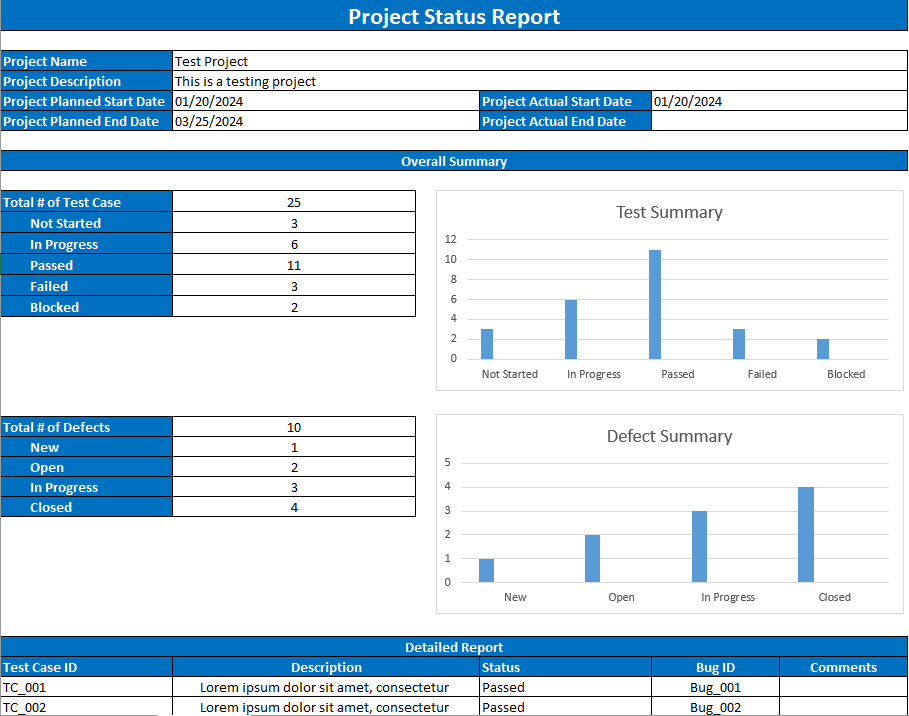 Project Status Report
Project Name Test Project
Project Description This is a testing project
Project Planned Start Date 01/20/2024 Project Actual Start Date 01/20/2024
Project Planned End Date 03/25/2024 Project Actual End Date
Overall Summary
Total # of Test Case 25
Not Started 3
In Progress 6
Passed 11
Failed 3
Blocked 2
Test Summary
12
10
8
6
4
2
0
Not Started In Progress Passed Failed Blocked
Total # of Defects 10
New 1
Open 2
In Progress 3
Closed 4
Defect Summary
5
4
3
2
1
0
New Open In Progress Closed
Detailed Report
Test Case ID Description Status Bug ID Comments
TC_001 Lorem ipsum dolor sit amet, consectetur Passed Bug_001
TC_002 Lorem ipsum dolor sit amet, consectetur Passed Bug_002